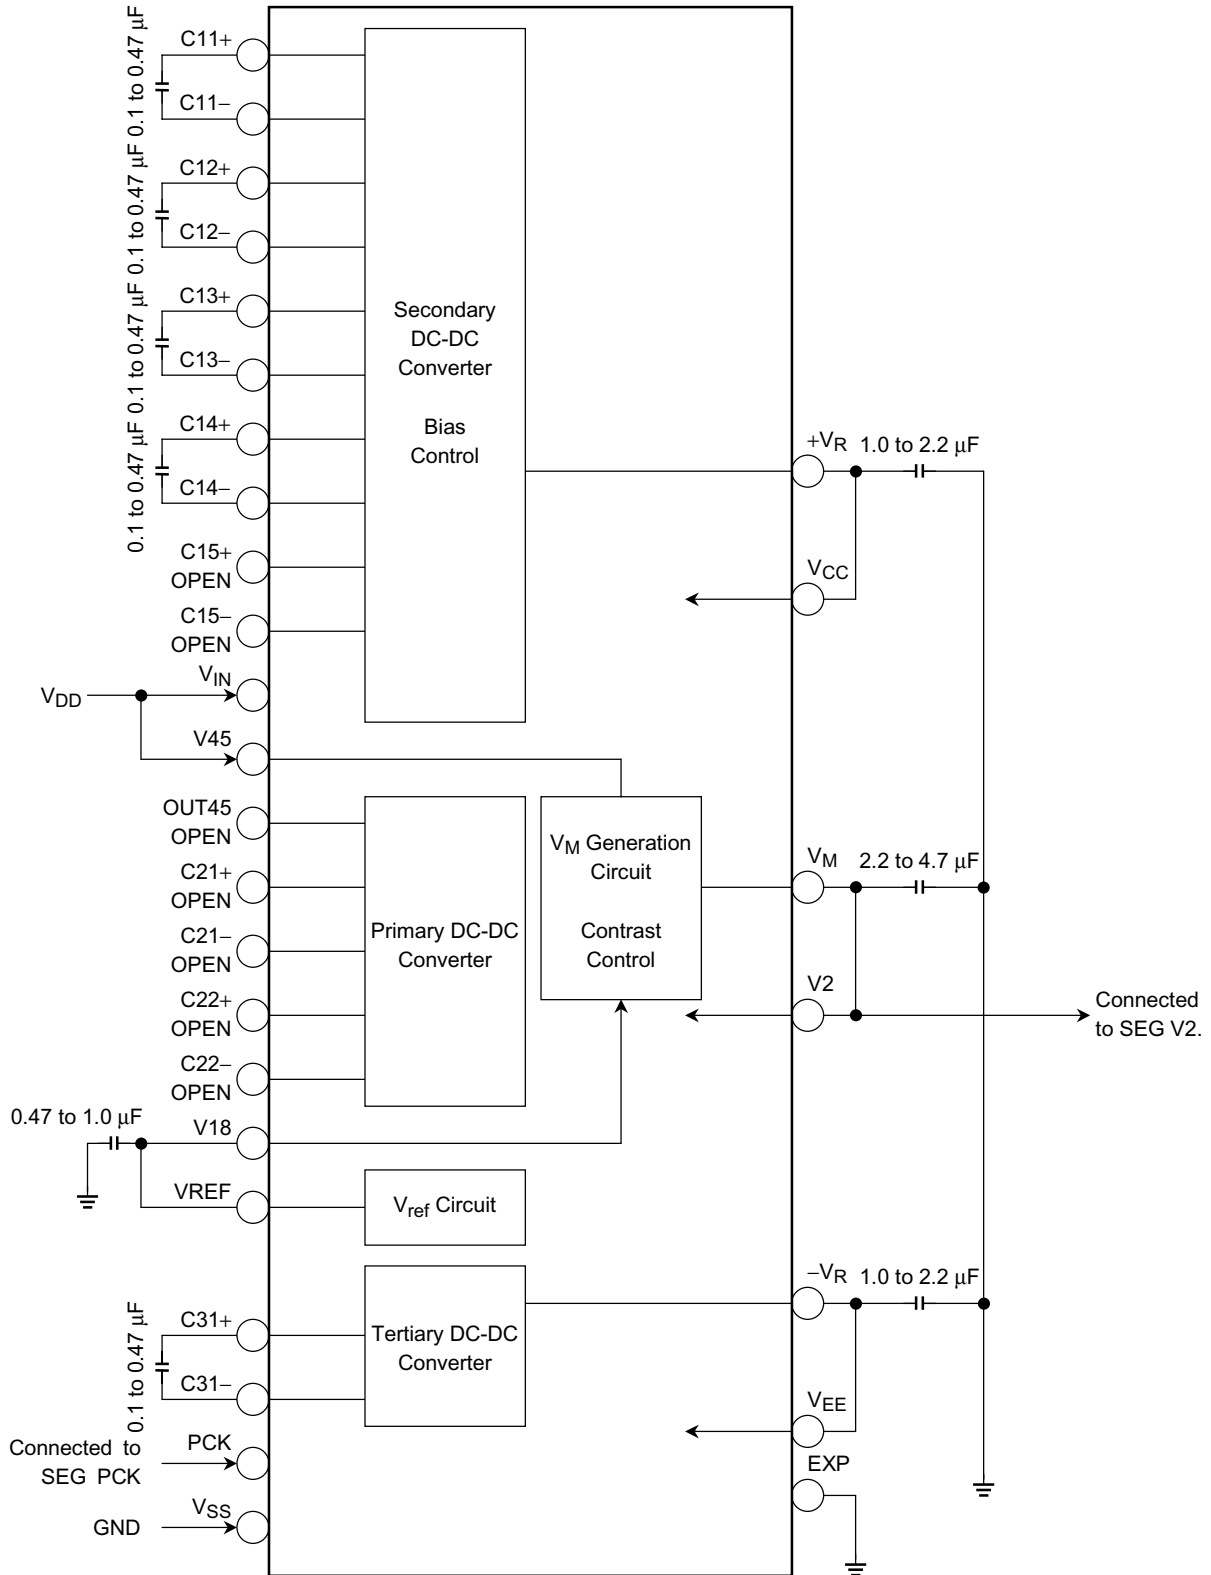 C11+
0.1 to 0.47 μF
C11−
C12+
0.1 to 0.47 μF
C12−
C13+
0.1 to 0.47 μF
C13−
C14+
0.1 to 0.47 μF
C14−
C15+
OPEN
C15−
OPEN
VIN
VDD
V45
OUT45
OPEN
C21+
OPEN
C21−
OPEN
C22+
OPEN
C22−
OPEN
0.47 to 1.0 μF
V18
VREF
C31+
0.1 to 0.47 μF
C31−
PCK
Connected to
SEG PCK
VSS
GND
Secondary
DC-DC
Converter
Bias
Control
Primary DC-DC
Converter
VM Generation
Circuit
Contrast
Control
Vref Circuit
Tertiary DC-DC
Converter
+VR
1.0 to 2.2 μF
VCC
VM
2.2 to 4.7 μF
V2
Connected
to SEG V2.
−VR
1.0 to 2.2 μF
VEE
EXP